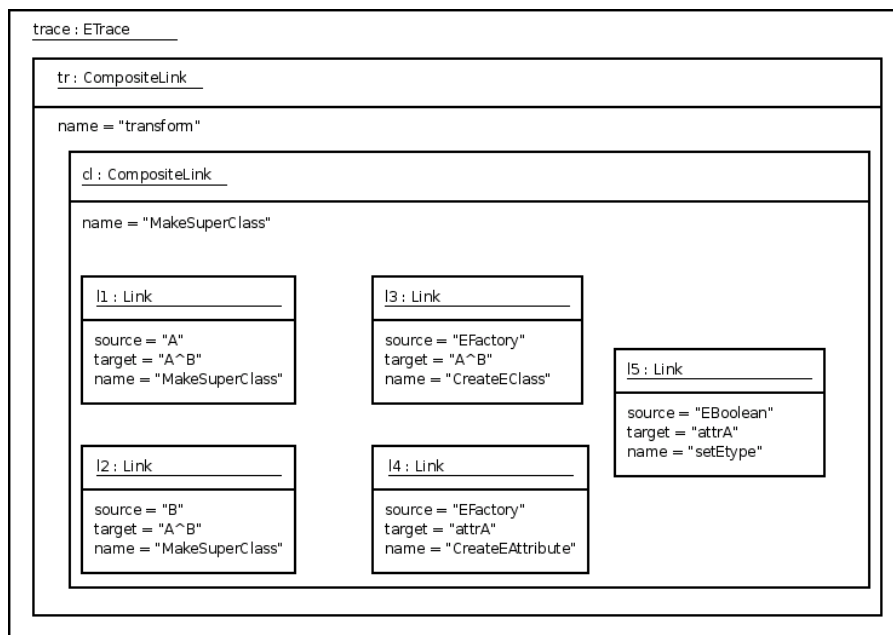 trace : ETrace
tr : CompositeLink
name = "transform"
cl : CompositeLink
name = "MakeSuperClass"
l1 : Link
source = "A"
target = "A^B"
name = "MakeSuperClass"
l3 : Link
source = "EFactory"
target = "A^B"
name = "CreateEClass"
l5 : Link
source = "EBoolean"
target = "attrA"
name = "setEtype"
l2 : Link
source = "B"
target = "A^B"
name = "MakeSuperClass"
l4 : Link
source = "EFactory"
target = "attrA"
name = "CreateEAttribute"